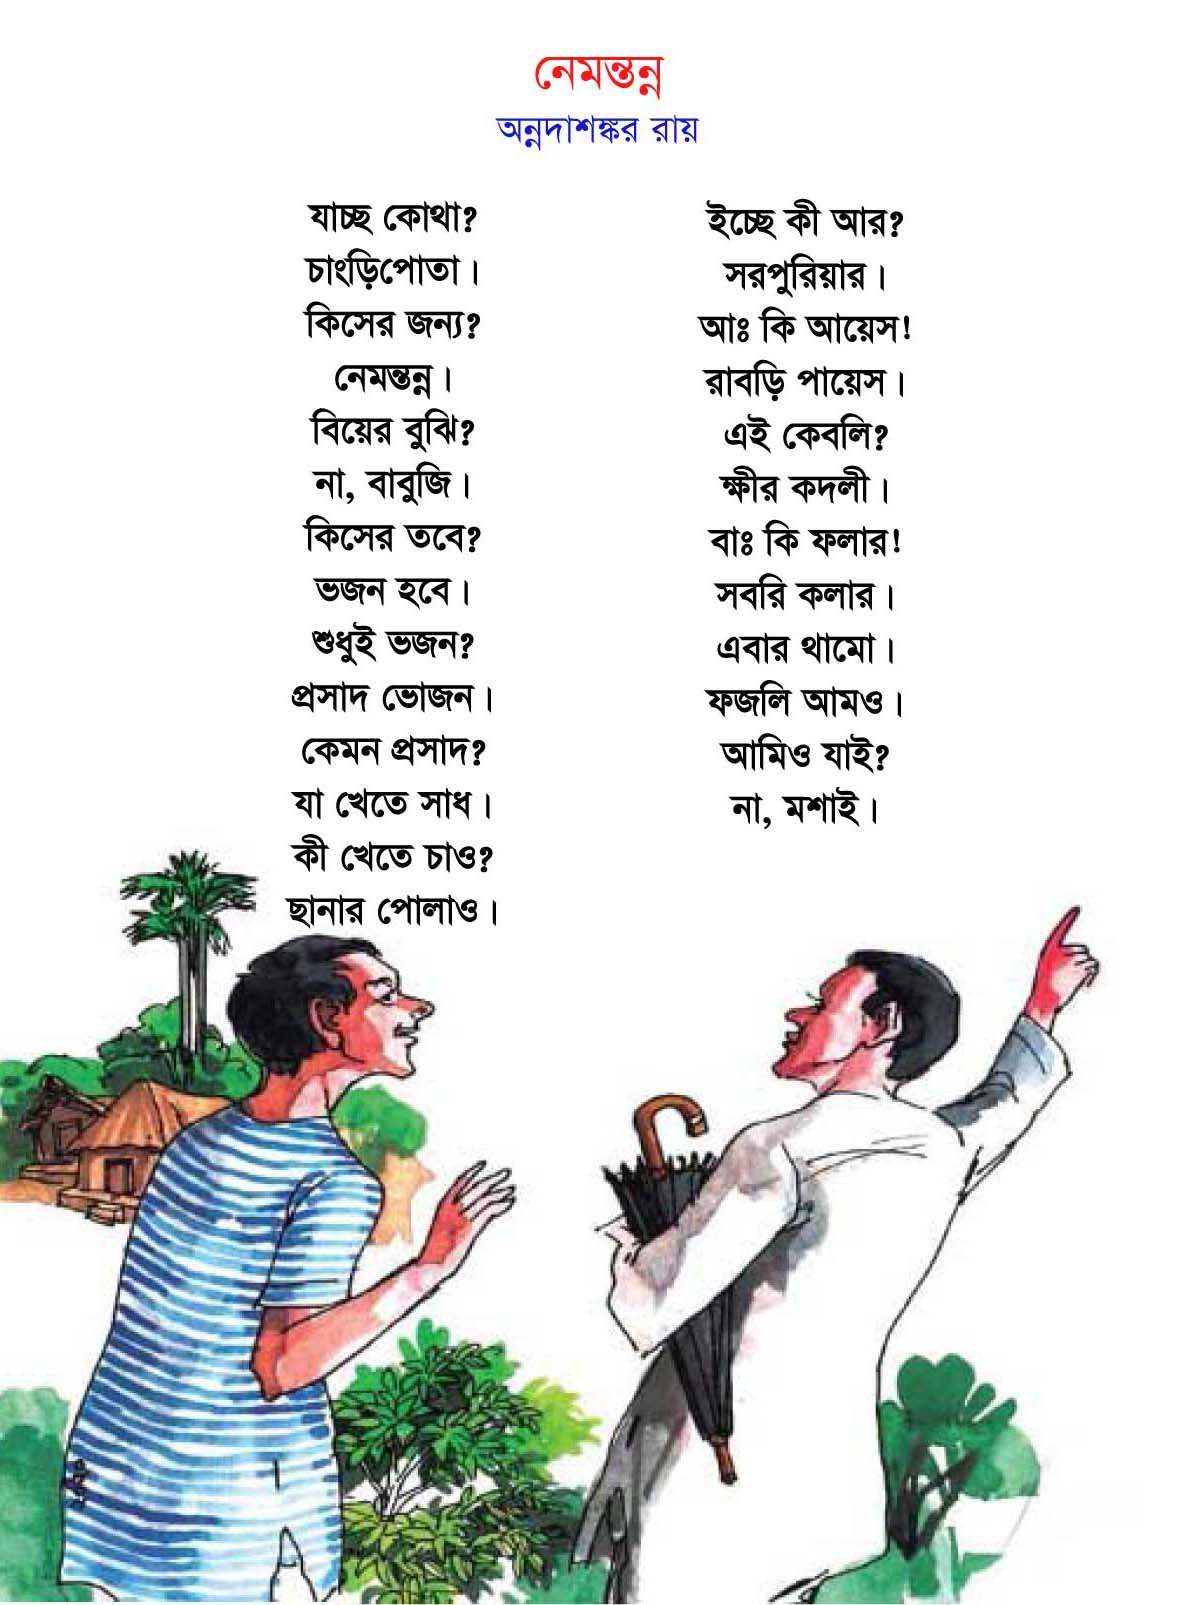 নেমন্তন্ন
অন্নদাশঙ্কর রায়
যাচ্ছ কোথা?
চাংড়িপোতা।
কিসের জন্য?
নেমন্তন্ন।
বিয়ের বুঝি?
না, বাবুজি।
কিসের তবে?
ভজন হবে।
শুধুই ভজন?
প্রসাদ ভোজন।
কেমন প্রসাদ?
যা খেতে সাধ।
কী খেতে চাও?
ছানার পোলাও।
ইচ্ছে কী আর?
সরপুরিয়ার।
আঃ কি আয়েস!
রাবড়ি পায়েস।
এই কেবলি?
ক্ষীর কদলী।
বাঃ কি ফলার!
সবরি কলার।
এবার থামো।
ফজলি আমও।
আমিও যাই?
না, মশাই।